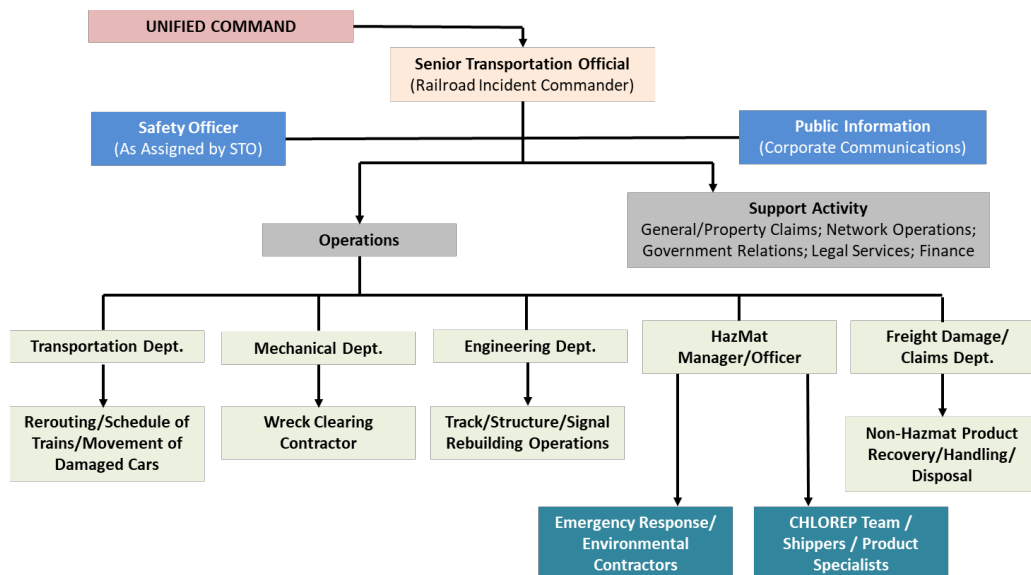 UNIFIED COMMAND
Senior Transportation Official
(Railroad Incident Commander)
Safety Officer
(As Assigned by STO)
Public Information
(Corporate Communications)
Support Activity
General/Property Claims; Network Operations;
Government Relations; Legal Services; Finance
Operations
Transportation Dept.
Mechanical Dept.
Engineering Dept.
HazMat
Manager/Officer
Freight Damage/
Claims Dept.
Rerouting/Schedule of
Trains/Movement of
Damaged Cars
Wreck Clearing
Contractor
Track/Structure/Signal
Rebuilding Operations
Non-Hazmat Product
Recovery/Handling/
Disposal
Emergency Response/
Environmental
Contractors
CHLOREP Team /
Shippers / Product
Specialists